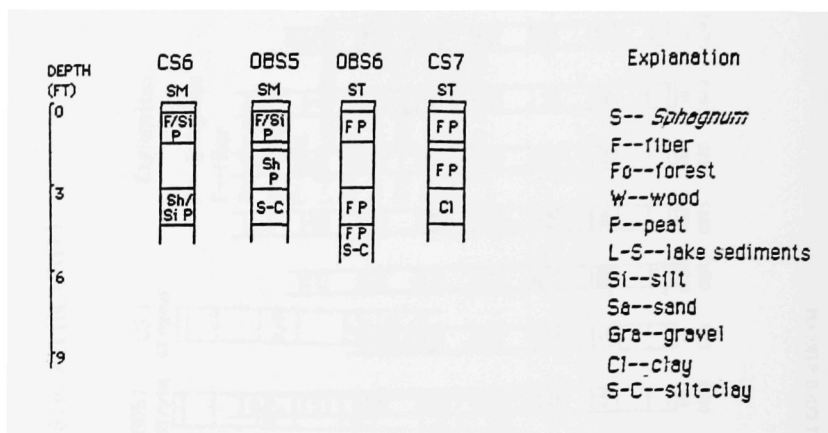 CS6 OBS5 OBS6 CS7
DEPTH
(FT)
SM SM ST ST
0
F/Si
P
F/Si
P
F P
F P
Sh
P
F P
3
Sh/
Si P
S-C
F P
Cl
F P
S-C
6
9
Explanation
S-- Sphagnum
F--fiber
Fo--forest
W--wood
P--peat
L-S--lake sediments
Si--silt
Sa--sand
Gra--gravel
Cl--clay
S-C--silt-clay